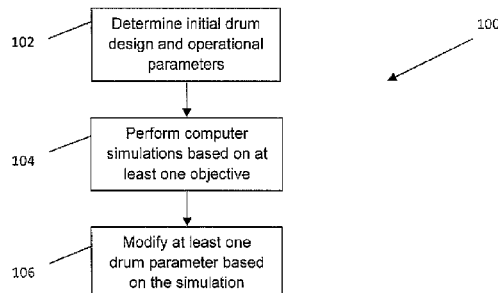 102
Determine initial drum
design and operational
parameters
100
104
Perform computer
simulations based on at
least one objective
106
Modify at least one
drum parameter based
on the simulation